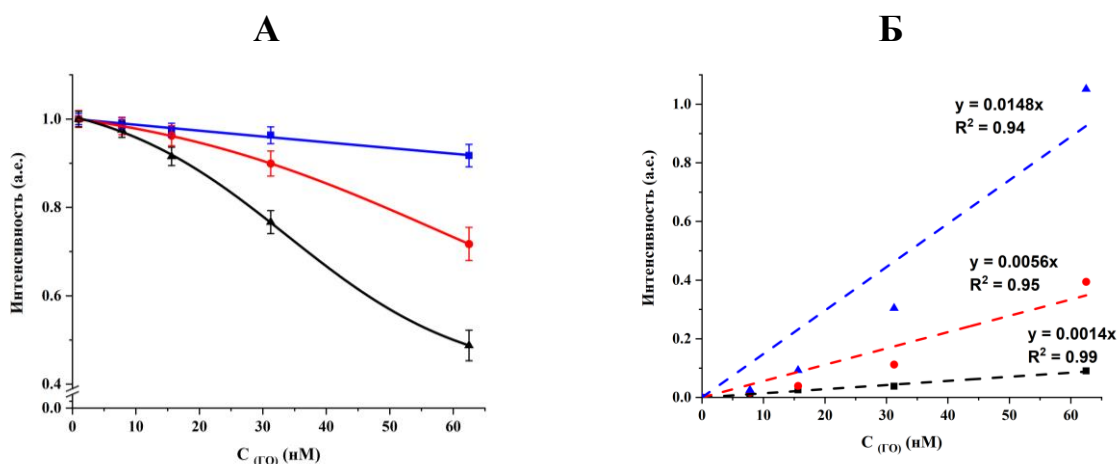 А
Интенсивность (а.е.)
1.0
0.8
0.6
0.4
0.0
0
10
20
30
40
50
60
С (ГО) (нМ)
Б
Интенсивность (а.е.)
1.0
0.8
0.6
0.4
0.2
0.0
y = 0.0148x
R² = 0.94
y = 0.0056x
R² = 0.95
y = 0.0014x
R² = 0.99
0
10
20
30
40
50
60
С (ГО) (нМ)